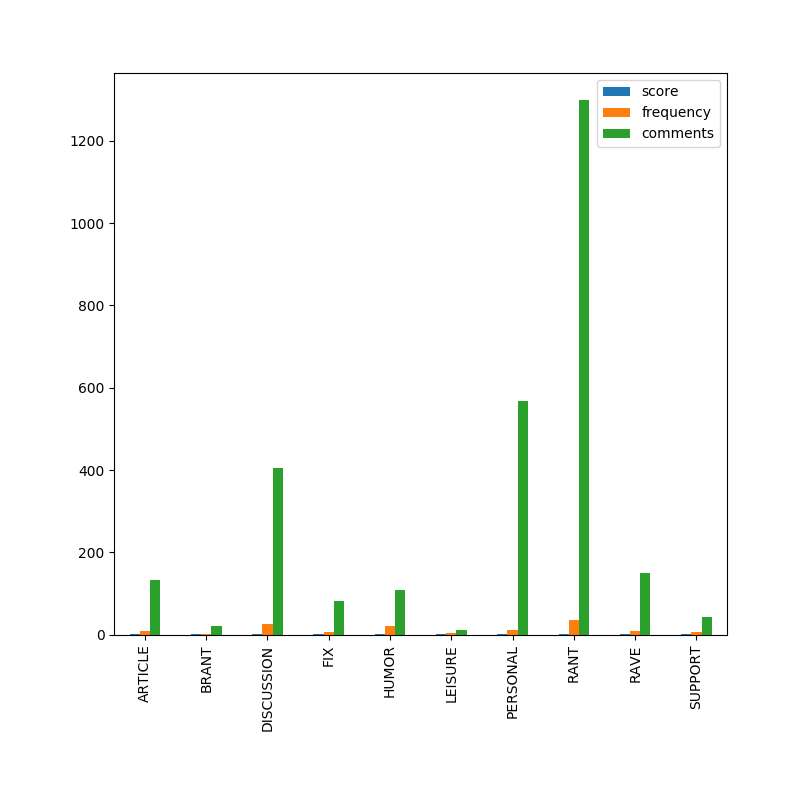 score
frequency
comments
1200
1000
800
600
400
200
0
ARTICLE
BRANT
DISCUSSION
FIX
HUMOR
LEISURE
PERSONAL
RANT
RAVE
SUPPORT